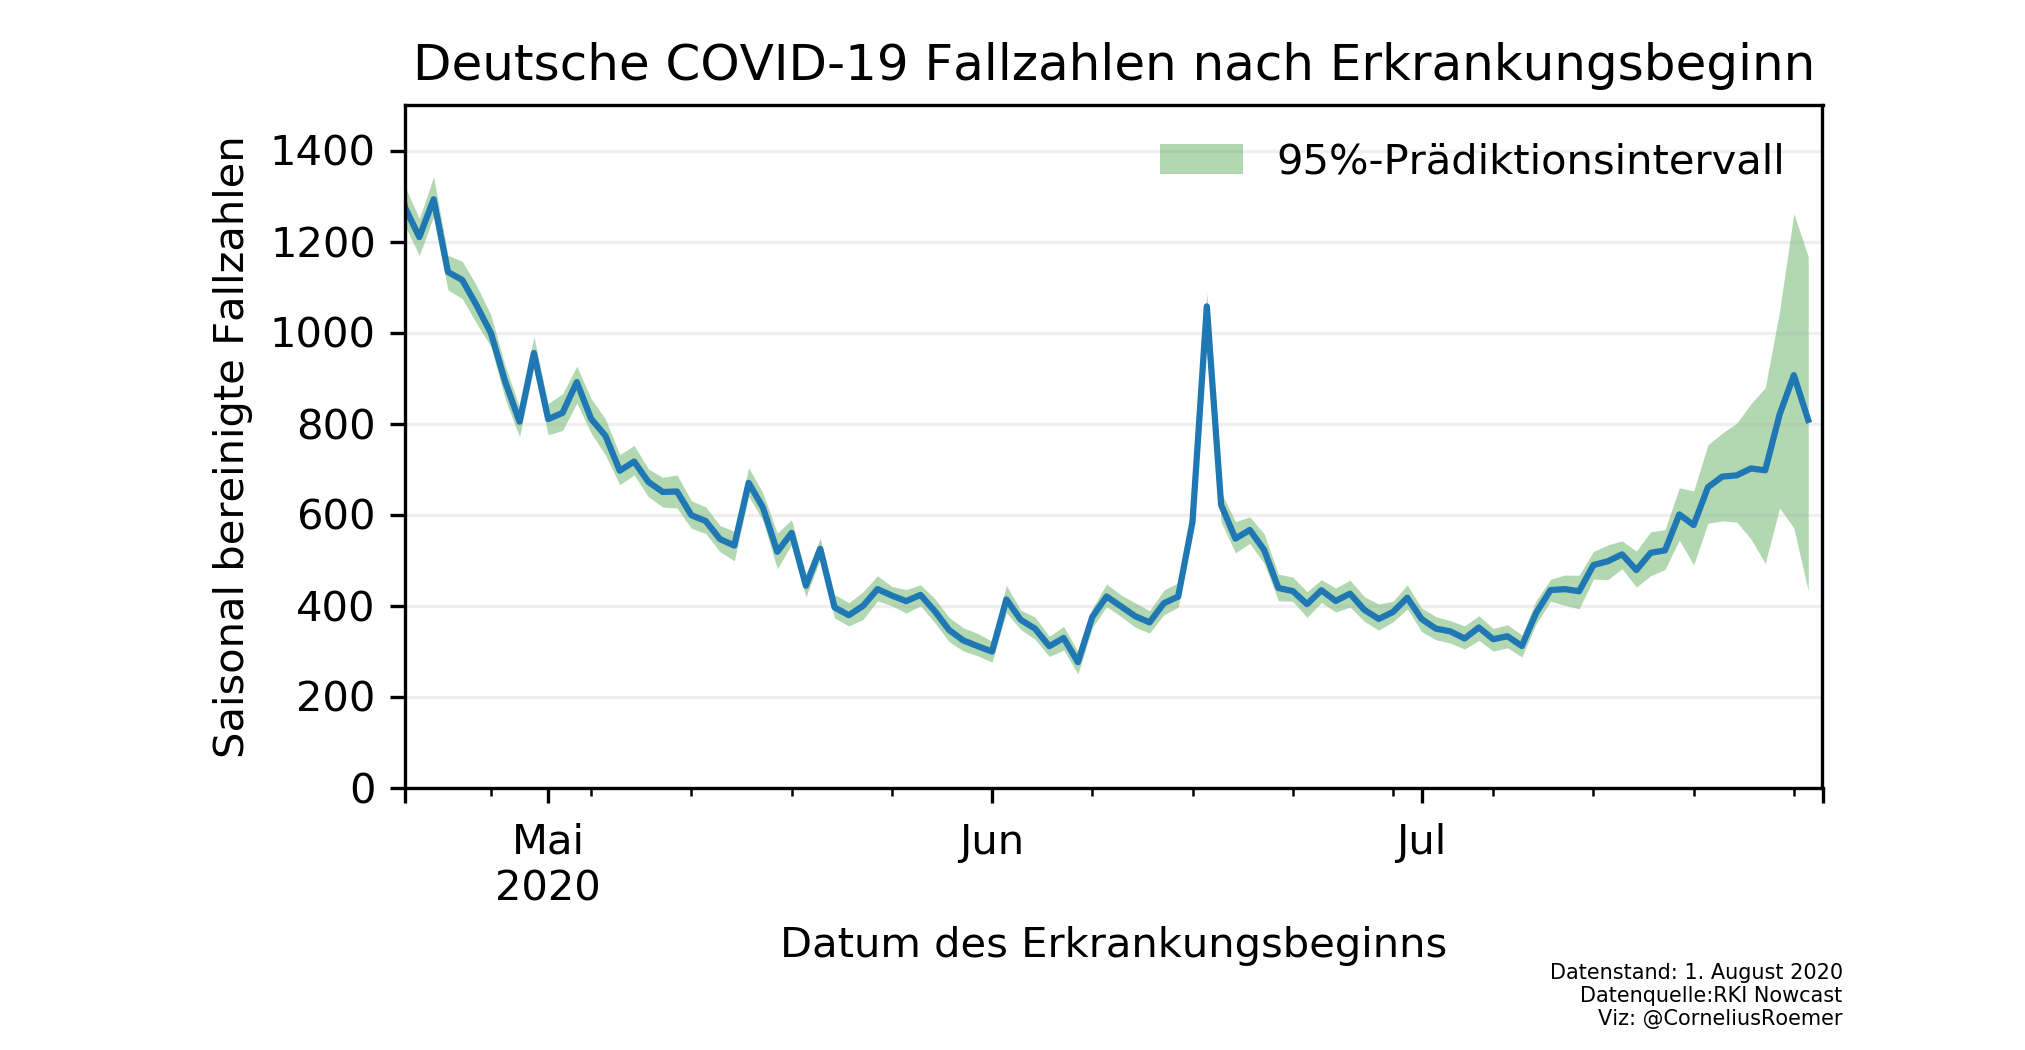 Deutsche COVID-19 Fallzahlen nach Erkrankungsbeginn
Saisonal bereinigte Fallzahlen
1400
1200
1000
800
600
400
200
0
95%-Prädiktionsintervall
Mai
2020
Jun
Jul
Datum des Erkrankungsbeginns
Datenstand: 1. August 2020
Datenquelle:RKI Nowcast
Viz: @CorneliusRoemer